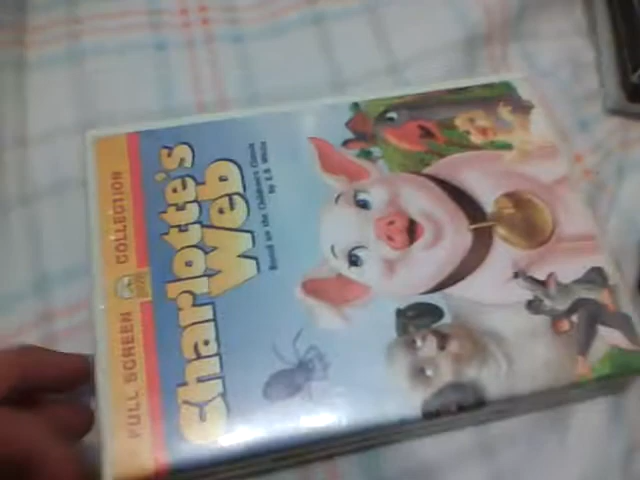 FULL SCREEN COLLECTION
Charlotte's
Web
Based on the Children's Classic
by E.B. White